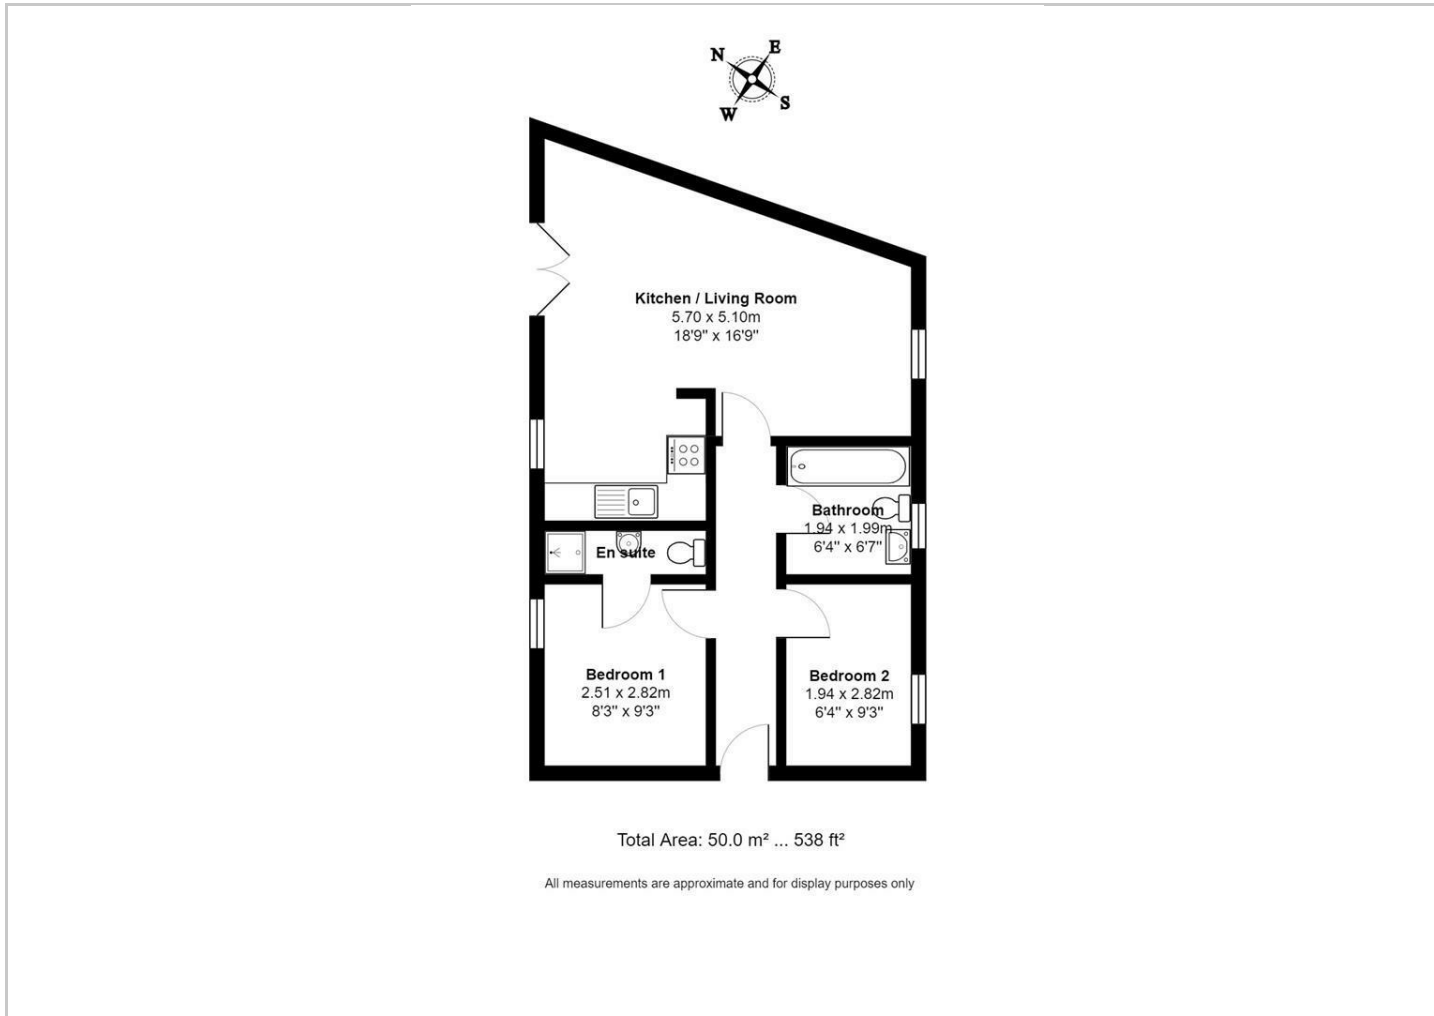 N
E
W
S
Kitchen / Living Room
5.70 x 5.10m
18'9" x 16'9"
Bathroom
1.94 x 1.99m
6'4" x 6'7"
En suite
Bedroom 1
2.51 x 2.82m
8'3" x 9'3"
Bedroom 2
1.94 x 2.82m
6'4" x 9'3"
Total Area: 50.0 m² ... 538 ft²
All measurements are approximate and for display purposes only